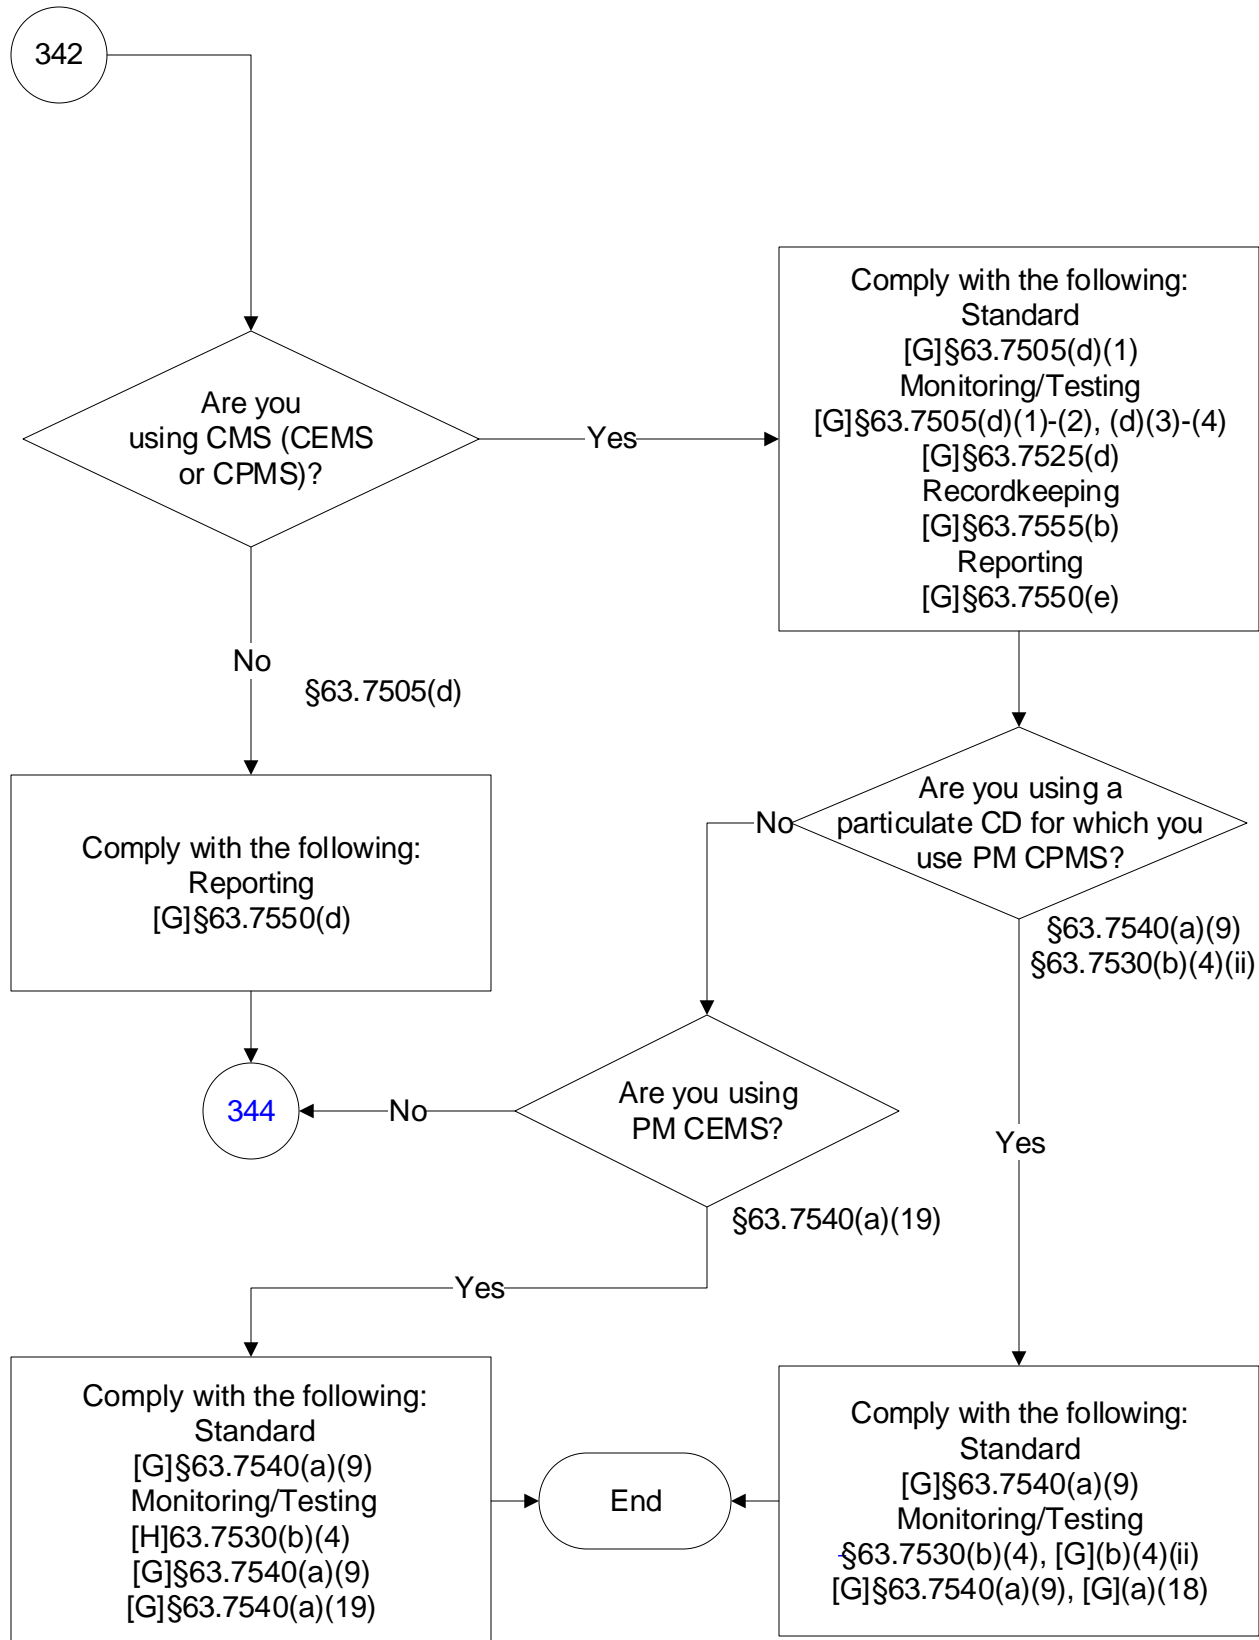 342
Are you
using CMS (CEMS
or CPMS)?
Yes
Comply with the following:
Standard
[G]§63.7505(d)(1)
Monitoring/Testing
[G]§63.7505(d)(1)-(2), (d)(3)-(4)
[G]§63.7525(d)
Recordkeeping
[G]§63.7555(b)
Reporting
[G]§63.7550(e)
No
§63.7505(d)
Comply with the following:
Reporting
[G]§63.7550(d)
Are you using a
particulate CD for which you
use PM CPMS?
No
§63.7540(a)(9)
§63.7530(b)(4)(ii)
Are you using
PM CEMS?
No
344
Yes
§63.7540(a)(19)
Yes
Comply with the following:
Standard
[G]§63.7540(a)(9)
Monitoring/Testing
[H]63.7530(b)(4)
[G]§63.7540(a)(9)
[G]§63.7540(a)(19)
End
Comply with the following:
Standard
[G]§63.7540(a)(9)
Monitoring/Testing
§63.7530(b)(4), [G](b)(4)(ii)
[G]§63.7540(a)(9), [G](a)(18)